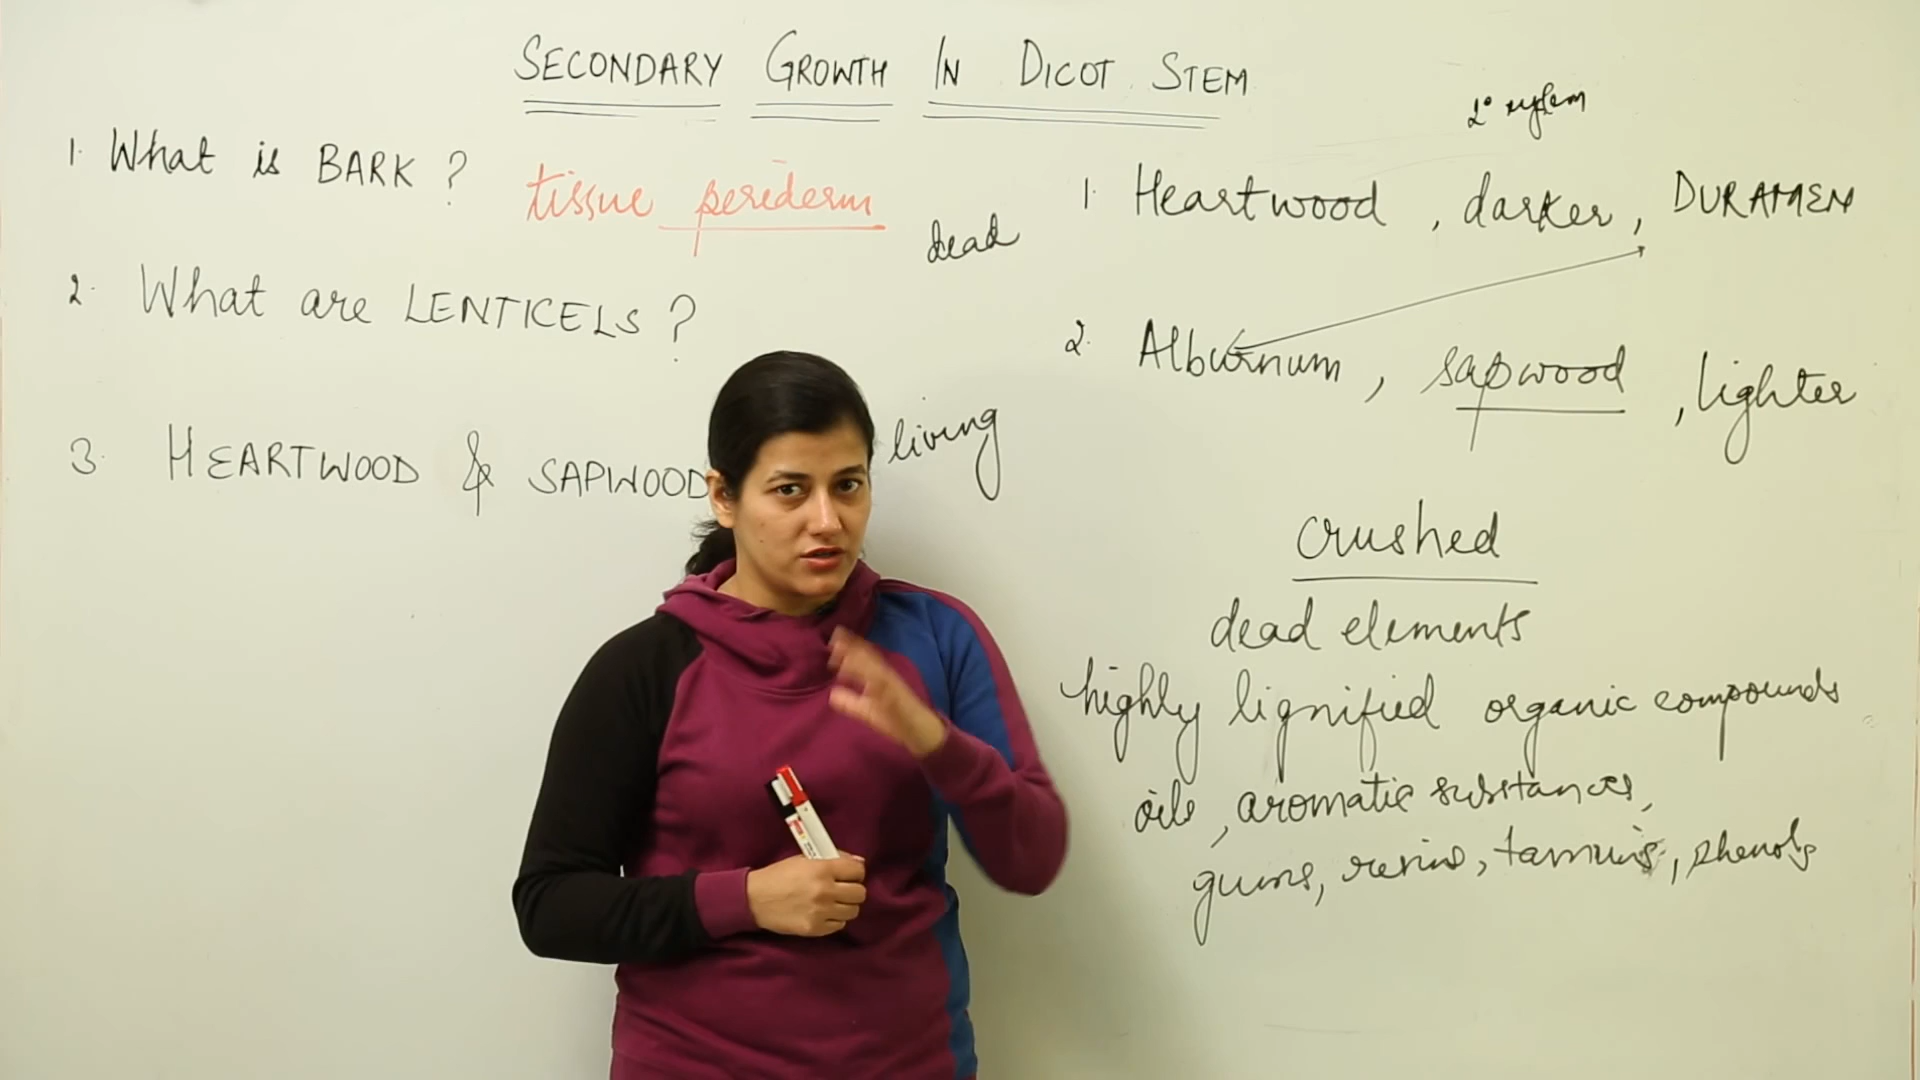 SECONDARY GROWTH IN DICOT STEM
1. What is BARK ?
tissue periderm
2. What are LENTICELS ?
3. HEARTWOOD & SAPWOOD
dead
living
2° xylem
1. Heartwood , darker , DURAMEN
2. Alburnum , sapwood , lighter
crushed
dead elements
highly lignified organic compounds
oils , aromatic substances,
gums, resins, tannins, phenols